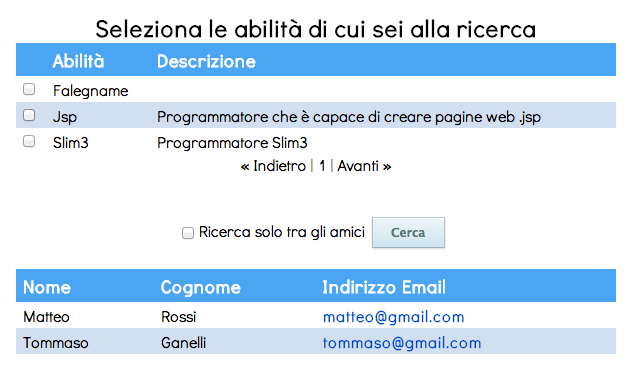 Seleziona le abilità di cui sei alla ricerca
Abilità Descrizione
Falegname
Jsp Programmatore che è capace di creare pagine web .jsp
Slim3 Programmatore Slim3
« Indietro | 1 | Avanti »
Ricerca solo tra gli amici Cerca
Nome Cognome Indirizzo Email
Matteo Rossi matteo@gmail.com
Tommaso Ganelli tommaso@gmail.com